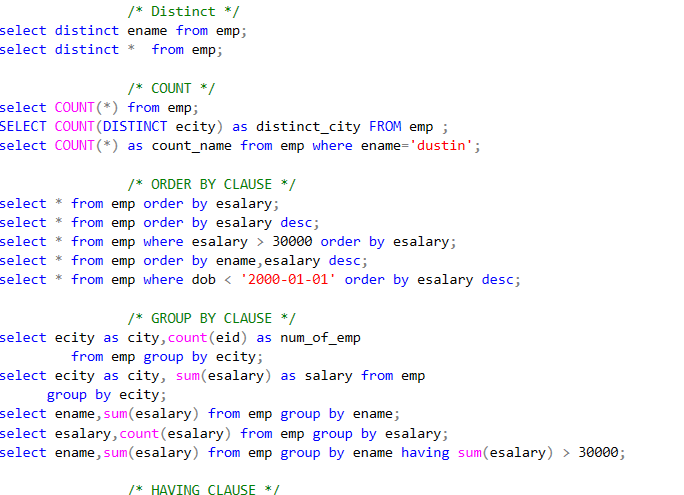 /* Distinct */
select distinct ename from emp;
select distinct *  from emp;
/* COUNT */
select COUNT(*) from emp;
SELECT COUNT(DISTINCT ecity) as distinct_city FROM emp ;
select COUNT(*) as count_name from emp where ename='dustin';
/* ORDER BY CLAUSE */
select * from emp order by esalary;
select * from emp order by esalary desc;
select * from emp where esalary > 30000 order by esalary;
select * from emp order by ename,esalary desc;
select * from emp where dob < '2000-01-01' order by esalary desc;
/* GROUP BY CLAUSE */
select ecity as city,count(eid) as num_of_emp
from emp group by ecity;
select ecity as city, sum(esalary) as salary from emp
group by ecity;
select ename,sum(esalary) from emp group by ename;
select esalary,count(esalary) from emp group by esalary;
select ename,sum(esalary) from emp group by ename having sum(esalary) > 30000;
/* HAVING CLAUSE */